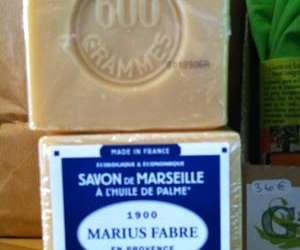 600
GRAMMES
MADE IN FRANCE
ECOLOGIQUE & ECONOMIQUE
SAVON DE MARSEILLE
À L'HUILE DE PALME
1900
MARIUS FABRE
EN PROVENCE